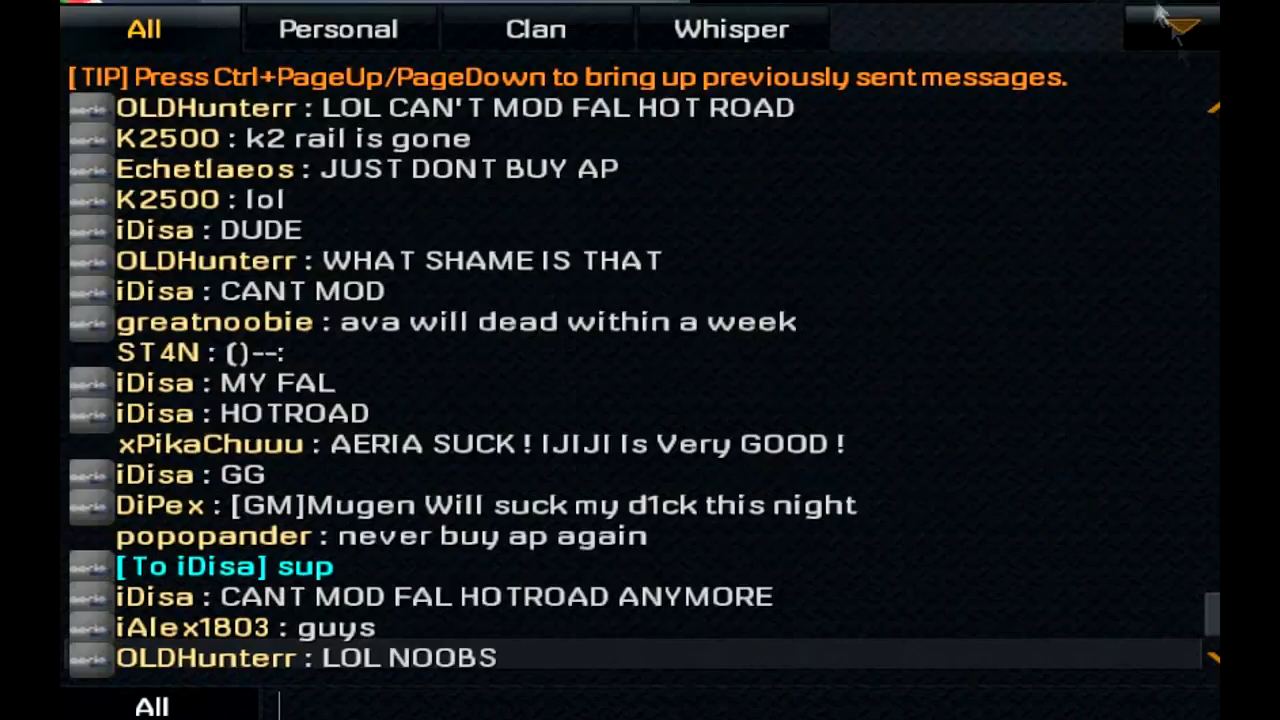 All Personal Clan Whisper
[TIP] Press Ctrl+PageUp/PageDown to bring up previously sent messages.
OLDHunterr : LOL CAN'T MOD FAL HOT ROAD
K2500 : k2 rail is gone
Echetlaeos : JUST DONT BUY AP
K2500 : lol
iDisa : DUDE
OLDHunterr : WHAT SHAME IS THAT
iDisa : CANT MOD
greatnoobie : ava will dead within a week
ST4N : ()--:
iDisa : MY FAL
iDisa : HOTROAD
xPikaChuuu : AERIA SUCK ! IJIJI Is Very GOOD !
iDisa : GG
DiPex : [GM]Mugen Will suck my d1ck this night
popopander : never buy ap again
[To iDisa] sup
iDisa : CANT MOD FAL HOTROAD ANYMORE
iAlex1803 : guys
OLDHunterr : LOL NOOBS
All